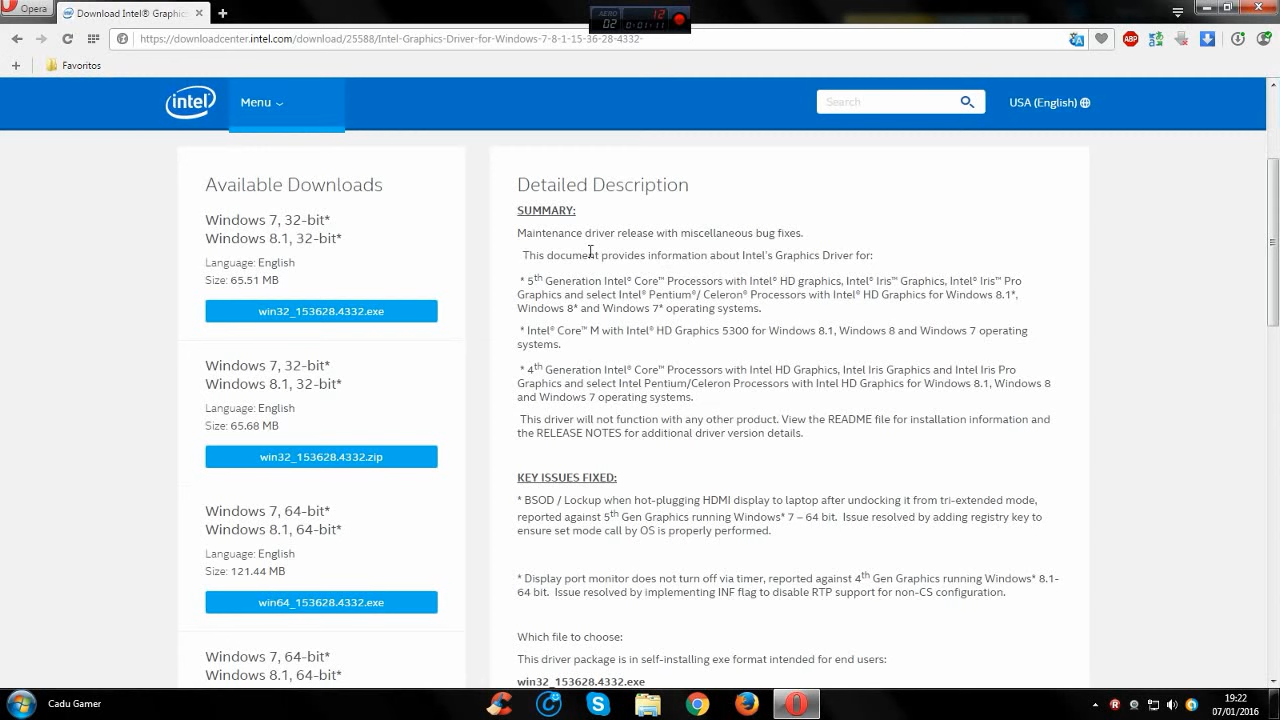 Opera
Download Intel® Graphics
AERO
12
02
0:01:11
https://downloadcenter.intel.com/download/25588/Intel-Graphics-Driver-for-Windows-7-8-1-15-36-28-4332-
ABP
Favoritos
intel
Menu
Search
USA (English)
Available Downloads
Windows 7, 32-bit*
Windows 8.1, 32-bit*
Language: English
Size: 65.51 MB
win32_153628.4332.exe
Windows 7, 32-bit*
Windows 8.1, 32-bit*
Language: English
Size: 65.68 MB
win32_153628.4332.zip
Windows 7, 64-bit*
Windows 8.1, 64-bit*
Language: English
Size: 121.44 MB
win64_153628.4332.exe
Windows 7, 64-bit*
Windows 8.1, 64-bit*
Detailed Description
SUMMARY:
Maintenance driver release with miscellaneous bug fixes.
This document provides information about Intel's Graphics Driver for:
* 5th Generation Intel® Core™ Processors with Intel® HD graphics, Intel® Iris™ Graphics, Intel® Iris™ Pro
Graphics and select Intel® Pentium®/ Celeron® Processors with Intel® HD Graphics for Windows 8.1*,
Windows 8* and Windows 7* operating systems.
* Intel® Core™ M with Intel® HD Graphics 5300 for Windows 8.1, Windows 8 and Windows 7 operating
systems.
* 4th Generation Intel® Core™ Processors with Intel HD Graphics, Intel Iris Graphics and Intel Iris Pro
Graphics and select Intel Pentium/Celeron Processors with Intel HD Graphics for Windows 8.1, Windows 8
and Windows 7 operating systems.
This driver will not function with any other product. View the README file for installation information and
the RELEASE NOTES for additional driver version details.
KEY ISSUES FIXED:
* BSOD / Lockup when hot-plugging HDMI display to laptop after undocking it from tri-extended mode,
reported against 5th Gen Graphics running Windows* 7 – 64 bit. Issue resolved by adding registry key to
ensure set mode call by OS is properly performed.
* Display port monitor does not turn off via timer, reported against 4th Gen Graphics running Windows* 8.1-
64 bit. Issue resolved by implementing INF flag to disable RTP support for non-CS configuration.
Which file to choose:
This driver package is in self-installing exe format intended for end users:
win32_153628.4332.exe
Cadu Gamer
19:22
07/01/2016